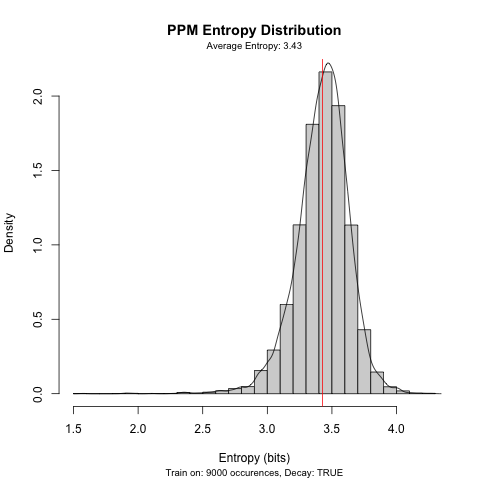 PPM Entropy Distribution
Average Entropy: 3.43
Density
2.0
1.5
1.0
0.5
0.0
1.5 2.0 2.5 3.0 3.5 4.0
Entropy (bits)
Train on: 9000 occurences, Decay: TRUE